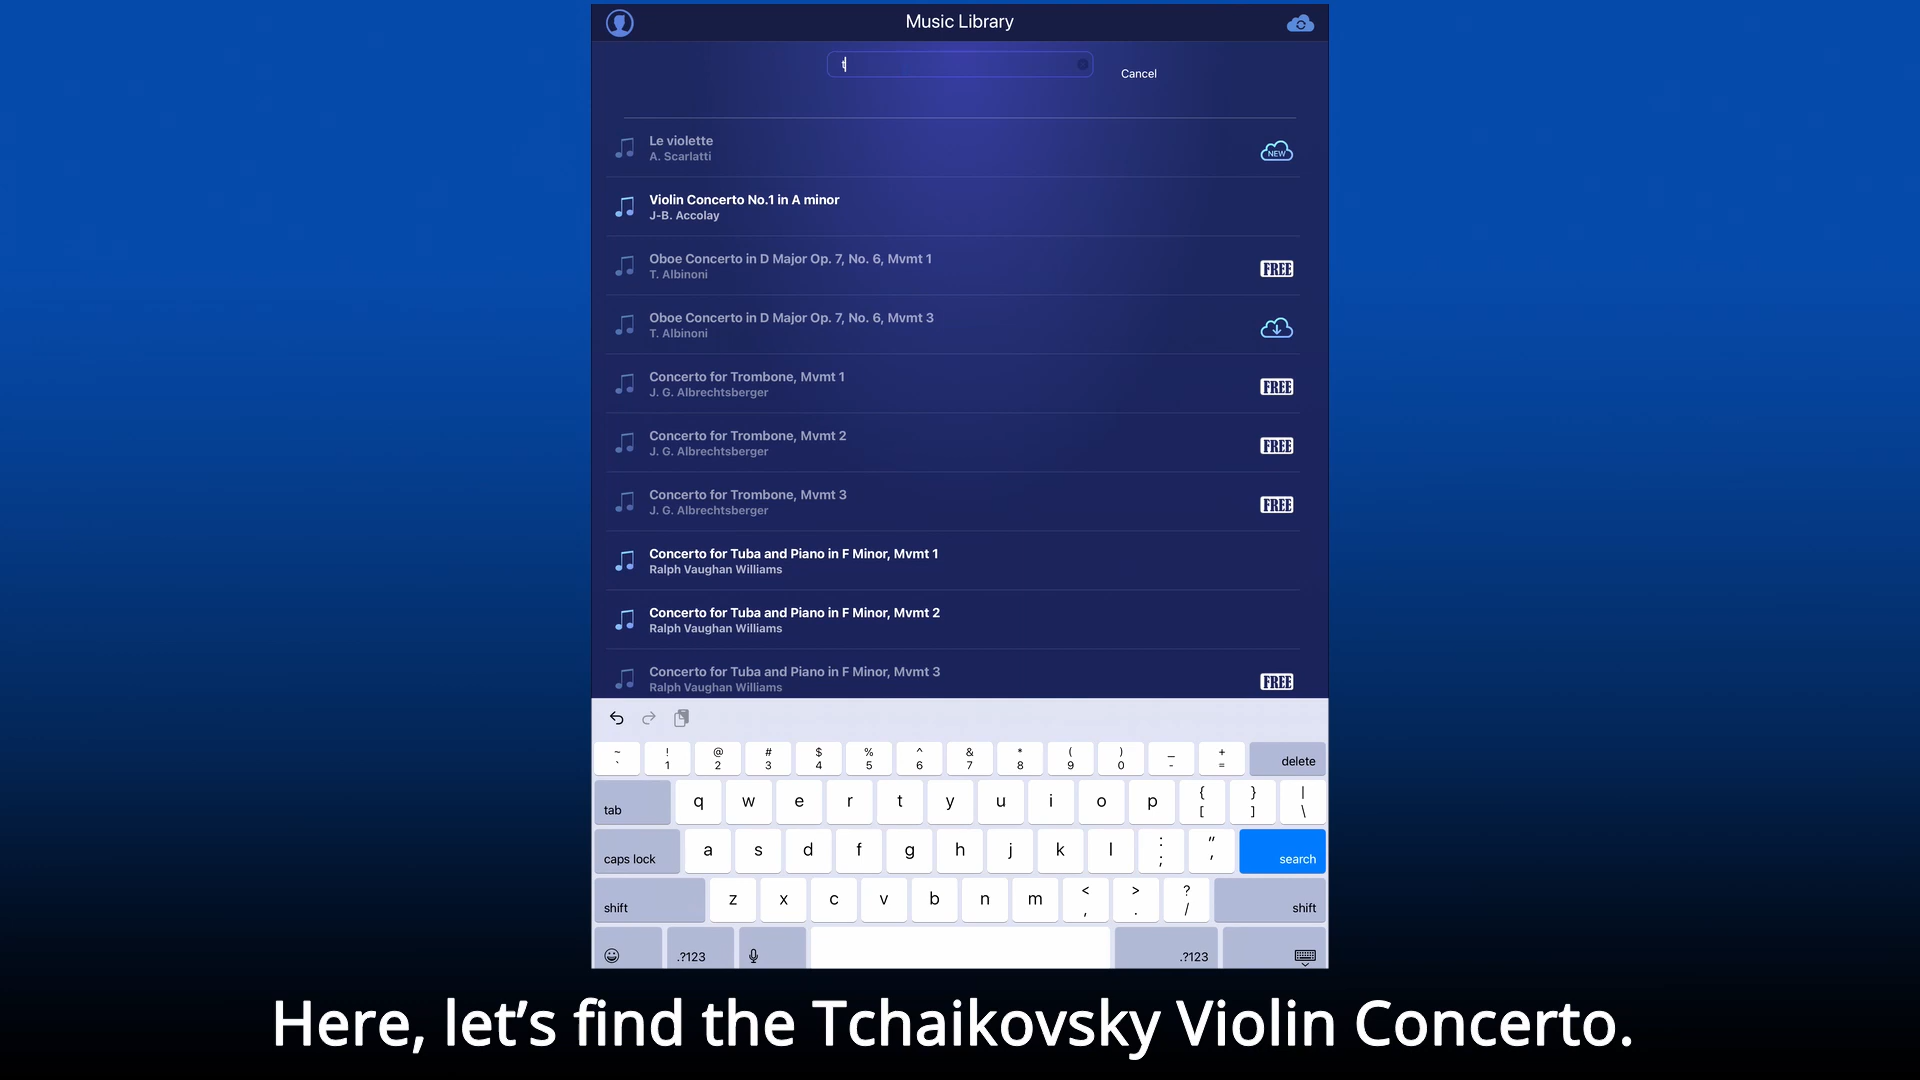 Music Library
t
Cancel
Le violette
A. Scarlatti
NEW
Violin Concerto No.1 in A minor
J-B. Accolay
Oboe Concerto in D Major Op. 7, No. 6, Mvmt 1
T. Albinoni
FREE
Oboe Concerto in D Major Op. 7, No. 6, Mvmt 3
T. Albinoni
Concerto for Trombone, Mvmt 1
J. G. Albrechtsberger
FREE
Concerto for Trombone, Mvmt 2
J. G. Albrechtsberger
FREE
Concerto for Trombone, Mvmt 3
J. G. Albrechtsberger
FREE
Concerto for Tuba and Piano in F Minor, Mvmt 1
Ralph Vaughan Williams
Concerto for Tuba and Piano in F Minor, Mvmt 2
Ralph Vaughan Williams
Concerto for Tuba and Piano in F Minor, Mvmt 3
Ralph Vaughan Williams
FREE
~ ! @ # $ % ^ & * ( ) _ +
` 1 2 3 4 5 6 7 8 9 0 - = delete
tab q w e r t y u i o p { [ } ] | \
caps lock a s d f g h j k l : ; " ' search
shift z x c v b n m < , > . ? / shift
.?123 .?123
Here, let's find the Tchaikovsky Violin Concerto.